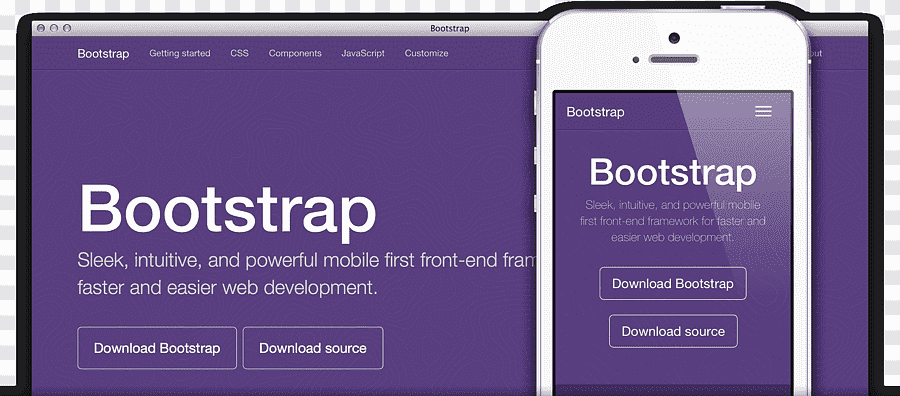 Bootstrap
Bootstrap Getting started CSS Components JavaScript Customize
Bootstrap
Sleek, intuitive, and powerful mobile first front-end
faster and easier web development.
Download Bootstrap Download source
Bootstrap
Bootstrap
Sleek, intuitive, and powerful mobile
first front-end framework for faster and
easier web development.
Download Bootstrap
Download source